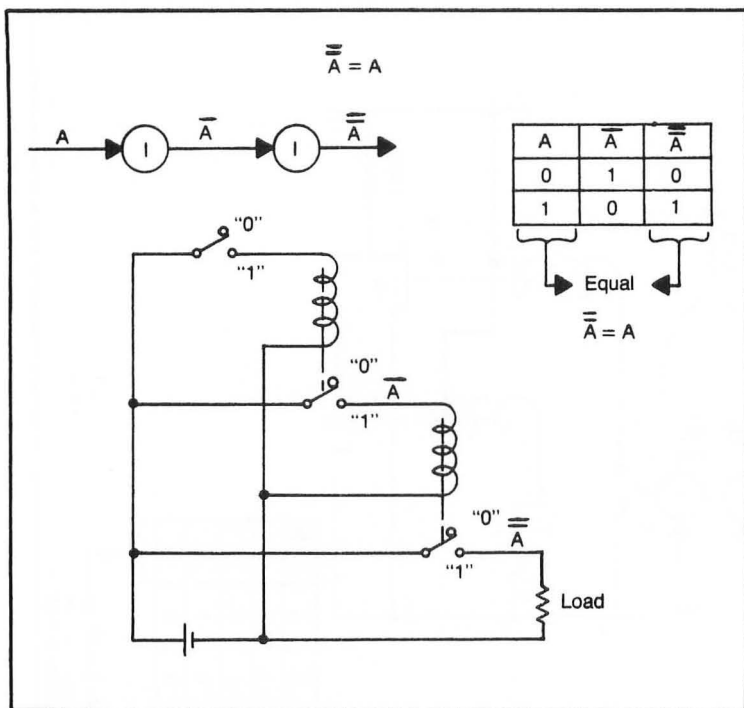 A̿ = A
A I A̅ I A̿
A A̅ A̿
0 1 0
1 0 1
Equal
A̿ = A
"0"
"1"
"0" A̅
"1"
"0" A̿
"1"
Load